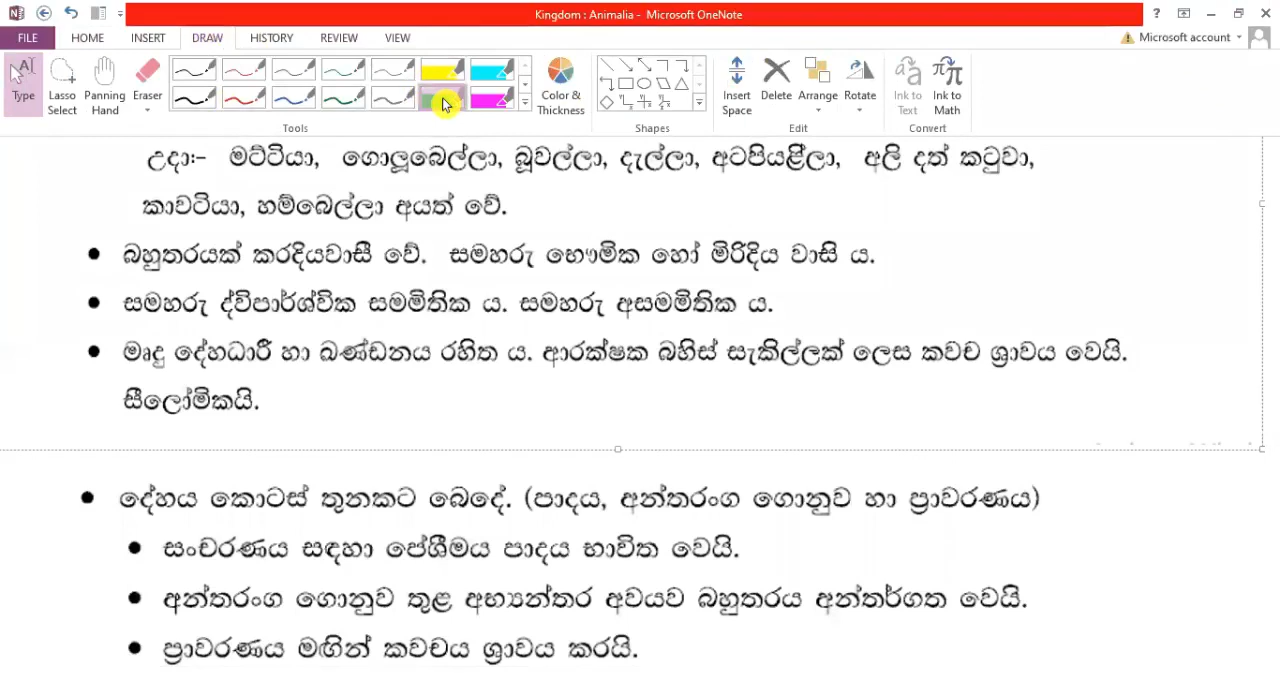 Kingdom : Animalia - Microsoft OneNote
FILE HOME INSERT DRAW HISTORY REVIEW VIEW Microsoft account
Type Lasso Select Panning Hand Eraser Color & Thickness Insert Space Delete Arrange Rotate Ink to Text Ink to Math
Tools Shapes Edit Convert
උදා:- මට්ටියා, ගොලුබෙල්ලා, බූවල්ලා, දැල්ලා, අටපියළීලා, අලි දත් කටුවා,
කාවටියා, හම්බෙල්ලා අයත් වේ.
• බහුතරයක් කරදියවාසී වේ. සමහරු භෞමික හෝ මිරිදිය වාසි ය.
• සමහරු ද්විපාර්ශ්වික සමමිතික ය. සමහරු අසමමිතික ය.
• මෘදු දේහධාරී හා ඛණ්ඩනය රහිත ය. ආරක්ෂක බහිස් සැකිල්ලක් ලෙස කවච ශ්‍රාවය වෙයි.
සීලෝමිකයි.
• දේහය කොටස් තුනකට බෙදේ. (පාදය, අන්තරංග ගොනුව හා ප්‍රාවරණය)
• සංචරණය සඳහා පේශීමය පාදය භාවිත වෙයි.
• අන්තරංග ගොනුව තුළ අභ්‍යන්තර අවයව බහුතරය අන්තර්ගත වෙයි.
• ප්‍රාවරණය මඟින් කවචය ශ්‍රාවය කරයි.